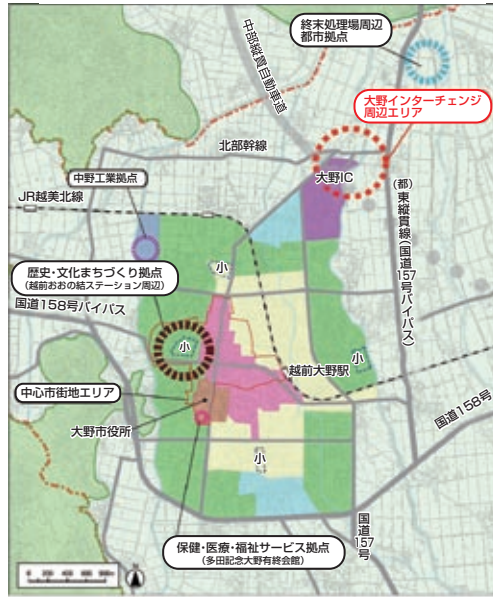 終末処理場周辺
都市拠点
中部縦貫自動車道
大野インターチェンジ
周辺エリア
北部幹線
中野工業拠点
大野IC
JR越美北線
(都)東縦貫線(国道157号バイパス)
歴史・文化まちづくり拠点
(越前おおの結ステーション周辺)
小
国道158号バイパス
小
小
越前大野駅
中心市街地エリア
国道158号
大野市役所
小
国道157号
保健・医療・福祉サービス拠点
(多田記念大野有終会館)